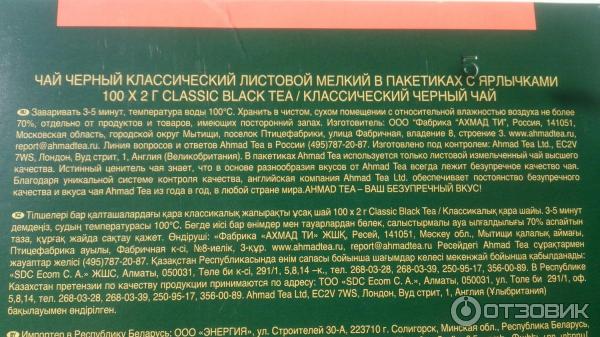 ЧАЙ ЧЕРНЫЙ КЛАССИЧЕСКИЙ ЛИСТОВОЙ МЕЛКИЙ В ПАКЕТИКАХ С ЯРЛЫЧКАМИ
100 X 2 Г CLASSIC BLACK TEA / КЛАССИЧЕСКИЙ ЧЕРНЫЙ ЧАЙ
RU Заваривать 3-5 минут, температура воды 100°С. Хранить в чистом, сухом помещении с относительной влажностью воздуха не более
70%, отдельно от продуктов и товаров, имеющих посторонний запах. Изготовитель: ООО "Фабрика "АХМАД ТИ", Россия, 141051,
Московская область, городской округ Мытищи, поселок Птицефабрики, улица Фабричная, владение 8, строение 3. www.ahmadtea.ru,
report@ahmadtea.ru. Линия вопросов и ответов Ahmad Tea в России (495)787-20-87. Изготовлено под контролем: Ahmad Tea Ltd., EC2V
7WS, Лондон, Вуд стрит, 1, Англия (Великобритания). В пакетиках Ahmad Tea используется только листовой измельченный чай высшего
качества. Истинный ценитель чая знает, что в основе разнообразия вкусов от Ahmad Tea всегда лежит безупречное качество чая.
Благодаря уникальной системе контроля качества, английская компания Ahmad Tea Ltd. обеспечивает постоянство безупречного
качества и вкуса чая Ahmad Tea из года в год, в любой стране мира.AHMAD TEA – ВАШ БЕЗУПРЕЧНЫЙ ВКУС!
KZ Тілшелері бар қалташалардағы қара классикалық жапырақты ұсақ шай 100 x 2 г Classic Black Tea / Классикалық қара шайы. 3-5 минут
демдеңіз, судың температурасы 100°С. Бөгде иісі бар өнімдер мен тауарлардан бөлек, салыстырмалы ауа ылғалдылығы 70% аспайтын
таза, құрғақ жайда сақтау қажет. Өндіруші: «Фабрика «АХМАД ТИ» ЖШҚ, Ресей, 141051, Мәскеу обл., Мытищи қалалық аймағы,
Птицефабрика ауылы, Фабричная к-сі, №8-иелік, 3-құр. www.ahmadtea.ru, report@ahmadtea.ru Ресейдегі Ahmad Tea сұрақтармен
жауаптар желісі (495)787-20-87. Қазақстан Республикасында өнім сапасы бойынша шағымдар келесі мекенжай бойынша қабылданады:
«SDC Ecom C. A.» ЖШС, Алматы, 050031, Төле би к-сі, 291/1, 5,8,14 –к., тел. 268-03-28, 268-03-39, 250-95-17, 356-00-89. В Республике
Казахстан претензии по качеству продукции принимаются по адресу: ТОО «SDC Ecom C. A.» Алматы, 050031, ул. Толе би 291/1, оф.
5,8,14, тел. 268-03-28, 268-03-39, 250-95-17, 356-00-89. Ahmad Tea Ltd, EC2V 7WS, Лондон, Вуд стрит, 1, Англия (Ұлыбритания)
бақылауымен өндірілген.
Импортер в Республику Беларусь: ООО "ЭНЕРГИЯ", ул. Строителей 30-А, 223710 г. Солигорск, Минская обл., Республика
ОТЗОВИК